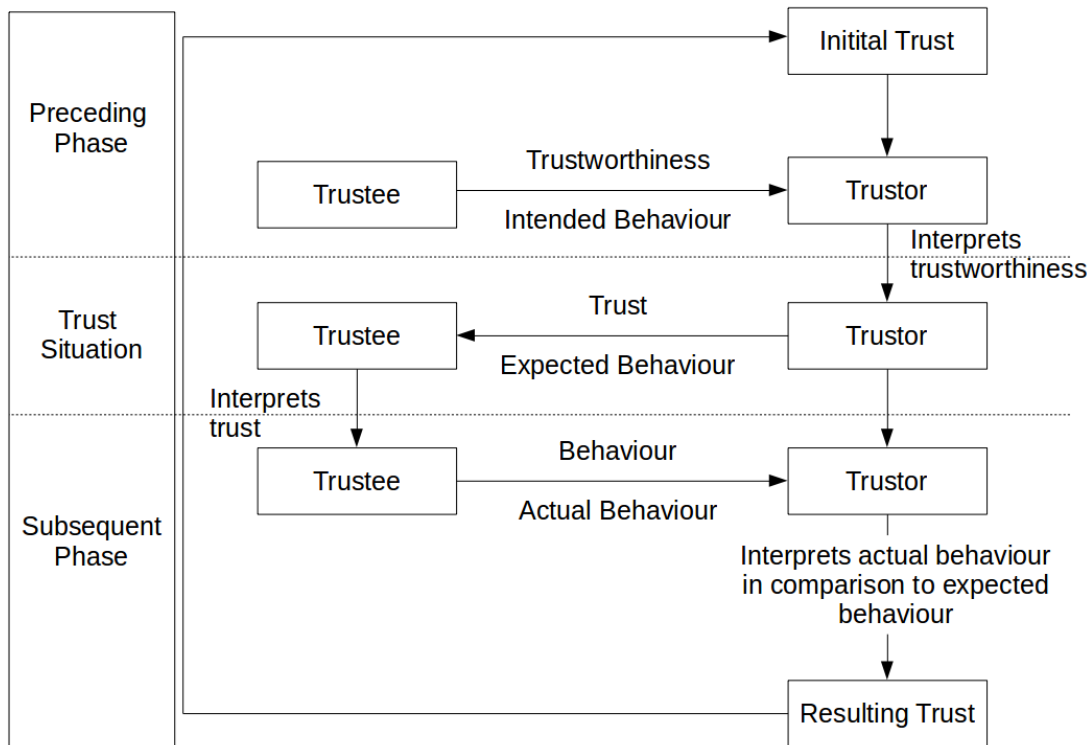 Initital Trust
Preceding
Phase
Trustworthiness
Trustee
Trustor
Intended Behaviour
Interprets
trustworthiness
Trust
Situation
Trust
Trustee
Trustor
Expected Behaviour
Interprets
trust
Behaviour
Trustee
Trustor
Actual Behaviour
Subsequent
Phase
Interprets actual behaviour
in comparison to expected
behaviour
Resulting Trust